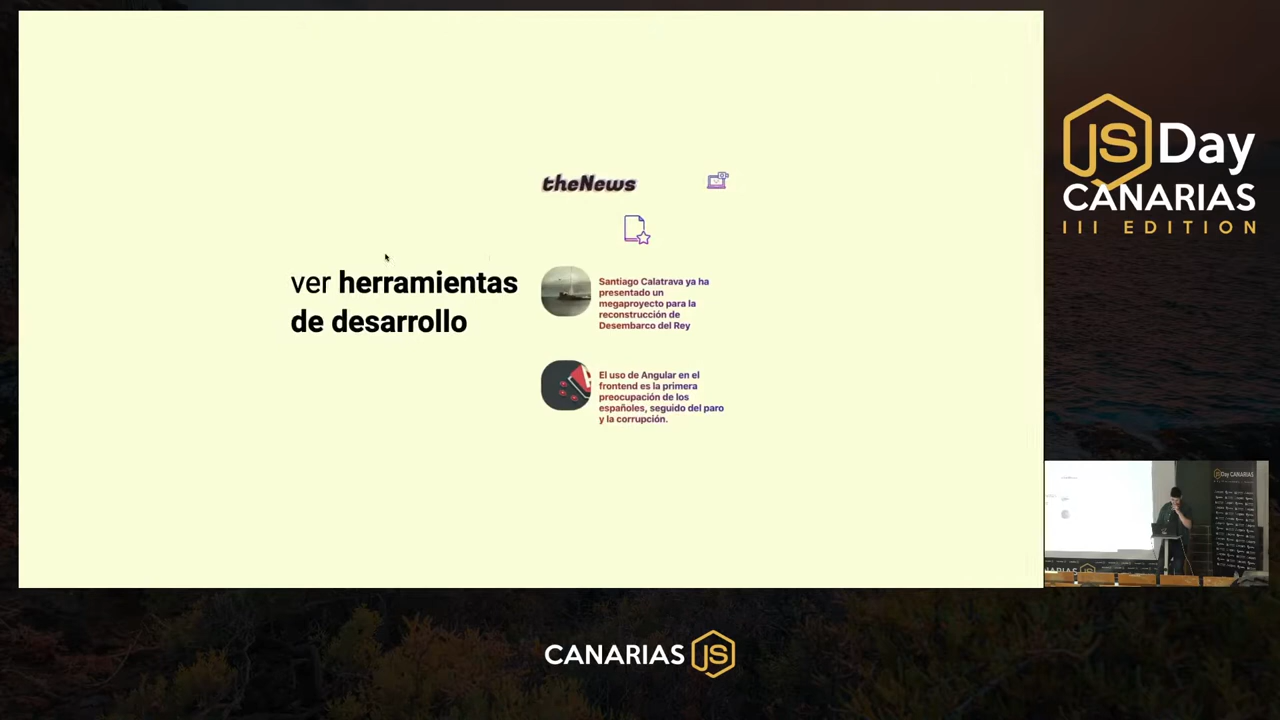 theNews
ver herramientas
de desarrollo
Santiago Calatrava ya ha
presentado un
megaproyecto para la
reconstrucción de
Desembarco del Rey
El uso de Angular en el
frontend es la primera
preocupación de los
españoles, seguido del paro
y la corrupción.
JS Day
CANARIAS
III EDITION
Day CANARIAS
CANARIAS JS